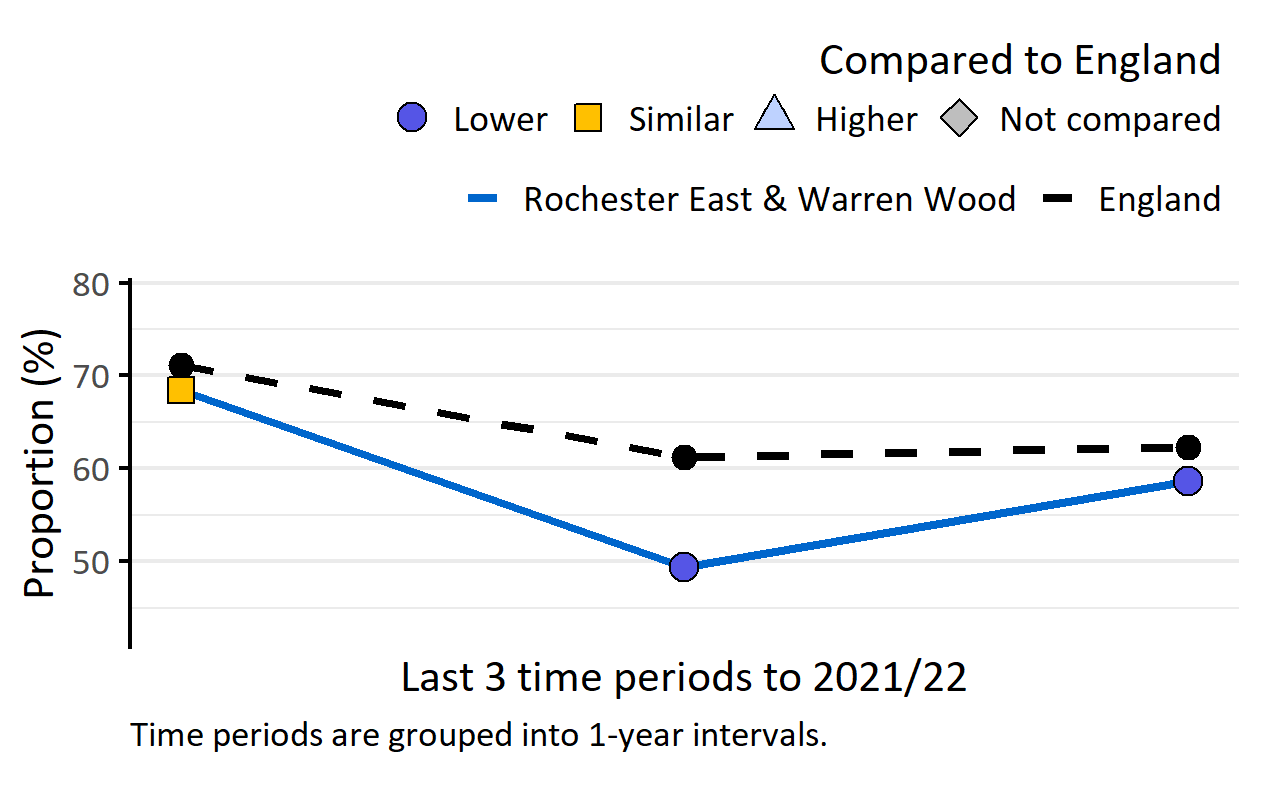 Compared to England
Lower Similar Higher Not compared
Rochester East & Warren Wood England
80
70
60
50
Proportion (%)
Last 3 time periods to 2021/22
Time periods are grouped into 1-year intervals.